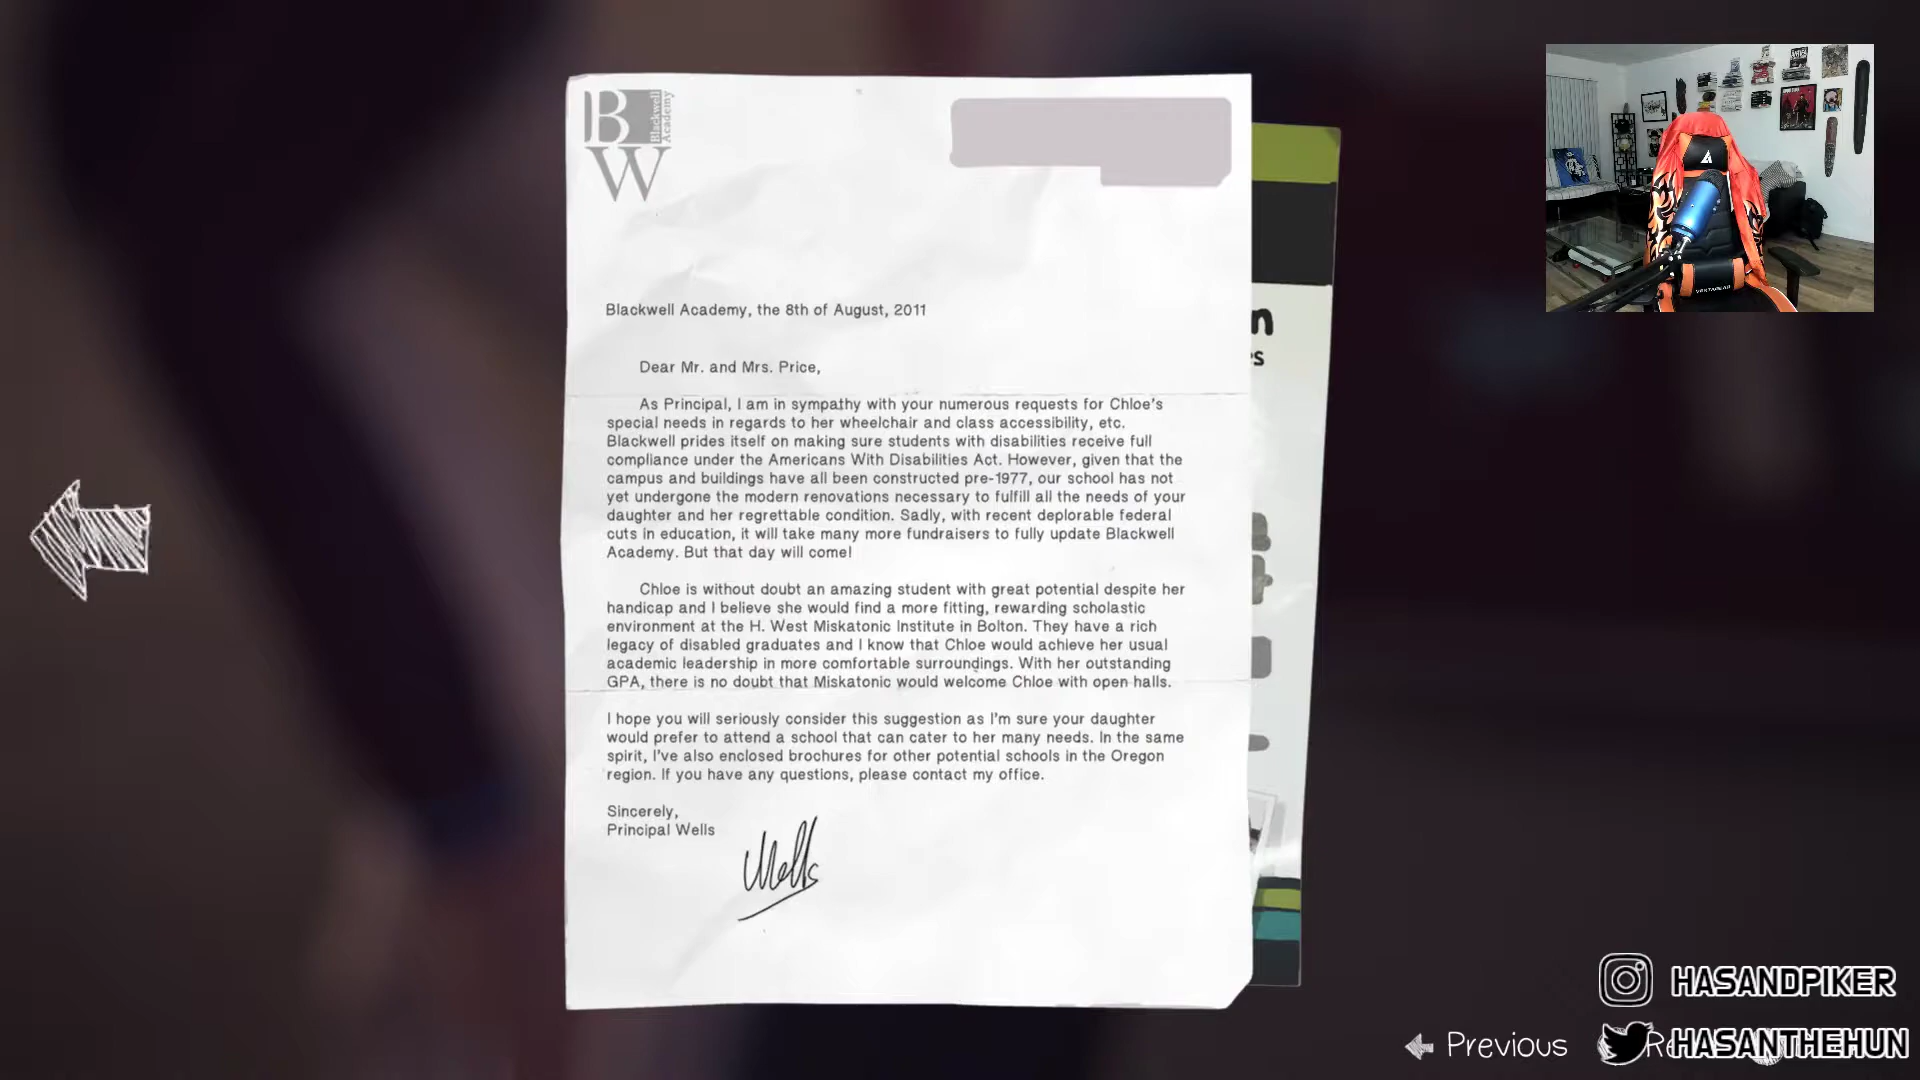 BW
Blackwell
Academy
n
es
Blackwell Academy, the 8th of August, 2011
Dear Mr. and Mrs. Price,
As Principal, I am in sympathy with your numerous requests for Chloe's
special needs in regards to her wheelchair and class accessibility, etc.
Blackwell prides itself on making sure students with disabilities receive full
compliance under the Americans With Disabilities Act. However, given that the
campus and buildings have all been constructed pre-1977, our school has not
yet undergone the modern renovations necessary to fulfill all the needs of your
daughter and her regrettable condition. Sadly, with recent deplorable federal
cuts in education, it will take many more fundraisers to fully update Blackwell
Academy. But that day will come!
Chloe is without doubt an amazing student with great potential despite her
handicap and I believe she would find a more fitting, rewarding scholastic
environment at the H. West Miskatonic Institute in Bolton. They have a rich
legacy of disabled graduates and I know that Chloe would achieve her usual
academic leadership in more comfortable surroundings. With her outstanding
GPA, there is no doubt that Miskatonic would welcome Chloe with open halls.
I hope you will seriously consider this suggestion as I'm sure your daughter
would prefer to attend a school that can cater to her many needs. In the same
spirit, I've also enclosed brochures for other potential schools in the Oregon
region. If you have any questions, please contact my office.
Sincerely,
Principal Wells
Wells
VERTAGEAR
HASANDPIKER
Previous
HASANTHEHUN